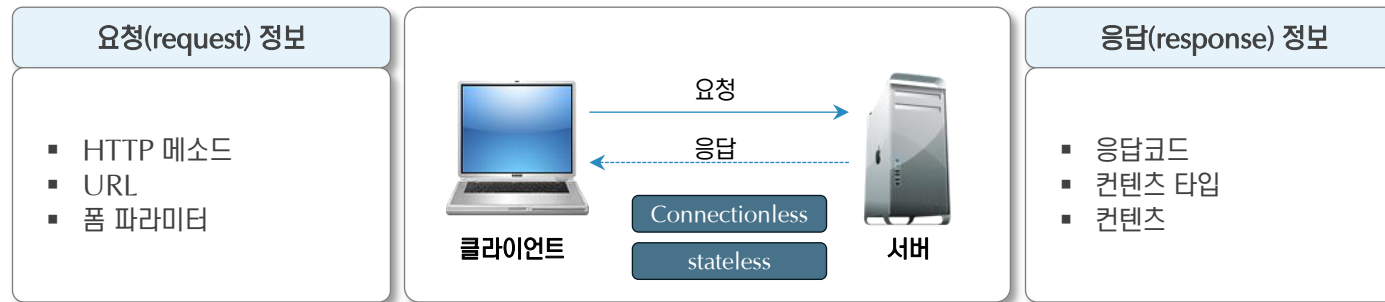 요청(request) 정보
▪ HTTP 메소드
▪ URL
▪ 폼 파라미터
요청
응답
Connectionless
stateless
클라이언트
서버
응답(response) 정보
▪ 응답코드
▪ 컨텐츠 타입
▪ 컨텐츠